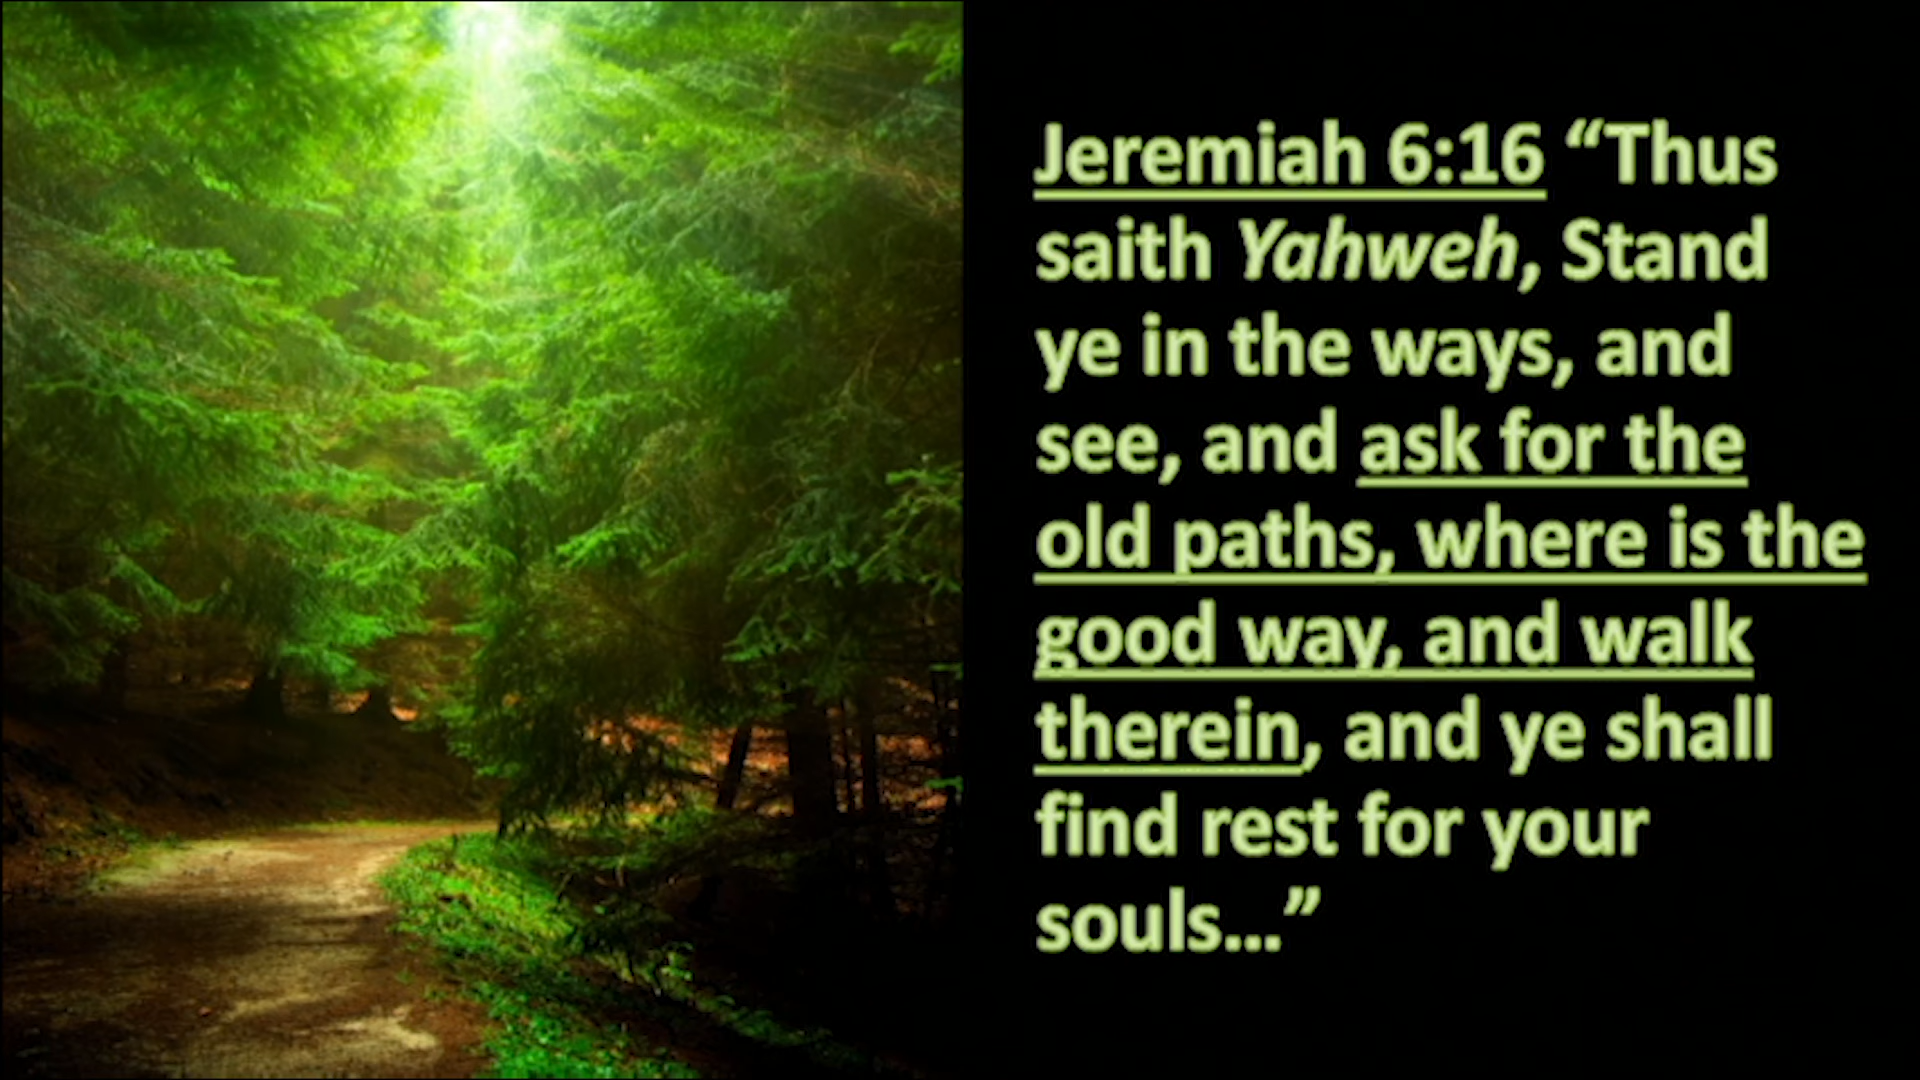 Jeremiah 6:16 “Thus
saith Yahweh, Stand
ye in the ways, and
see, and ask for the
old paths, where is the
good way, and walk
therein, and ye shall
find rest for your
souls...”